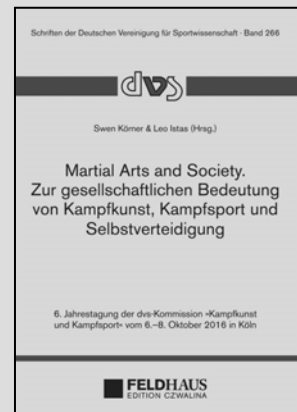 Schriften der Deutschen Vereinigung für Sportwissenschaft · Band 266
dvs
Swen Körner & Leo Istas (Hrsg.)
Martial Arts and Society.
Zur gesellschaftlichen Bedeutung
von Kampfkunst, Kampfsport und
Selbstverteidigung
6. Jahrestagung der dvs-Kommission »Kampfkunst
und Kampfsport« vom 6.–8. Oktober 2016 in Köln
FELDHAUS
EDITION CZWALINA